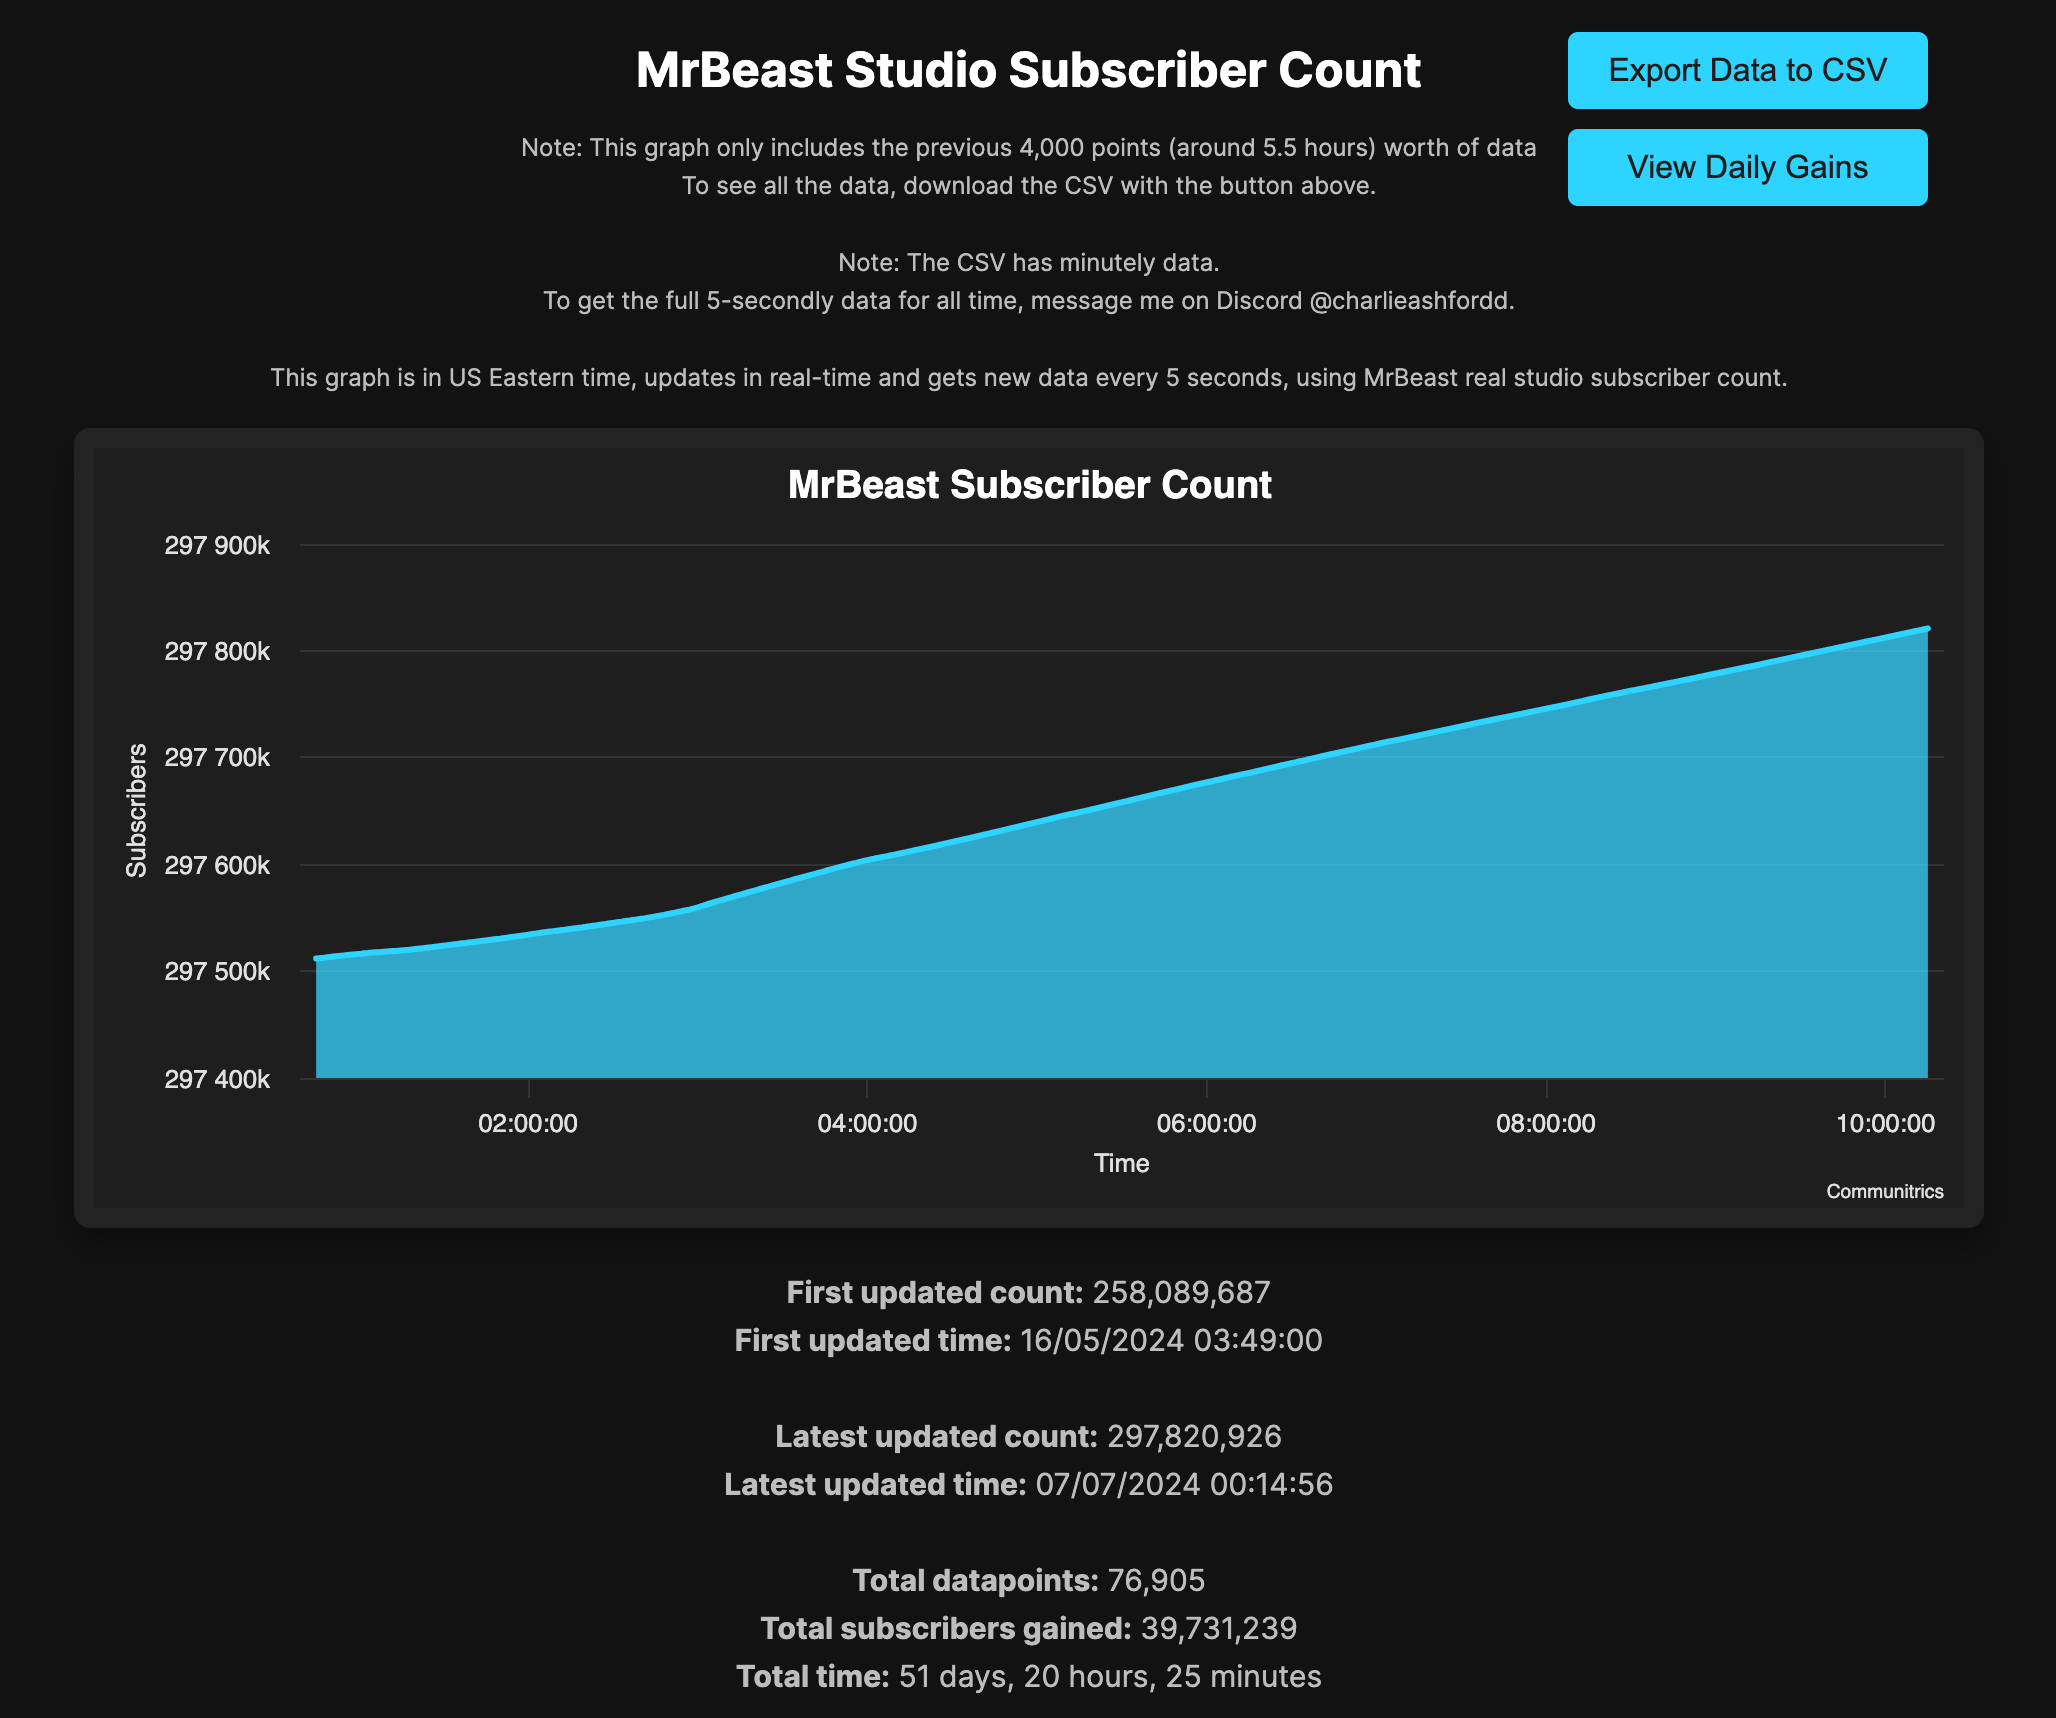 MrBeast Studio Subscriber Count
Export Data to CSV
View Daily Gains
Note: This graph only includes the previous 4,000 points (around 5.5 hours) worth of data
To see all the data, download the CSV with the button above.
Note: The CSV has minutely data.
To get the full 5-secondly data for all time, message me on Discord @charlieashfordd.
This graph is in US Eastern time, updates in real-time and gets new data every 5 seconds, using MrBeast real studio subscriber count.
MrBeast Subscriber Count
Subscribers
297 900k
297 800k
297 700k
297 600k
297 500k
297 400k
02:00:00 04:00:00 06:00:00 08:00:00 10:00:00
Time
Communitrics
First updated count: 258,089,687
First updated time: 16/05/2024 03:49:00
Latest updated count: 297,820,926
Latest updated time: 07/07/2024 00:14:56
Total datapoints: 76,905
Total subscribers gained: 39,731,239
Total time: 51 days, 20 hours, 25 minutes